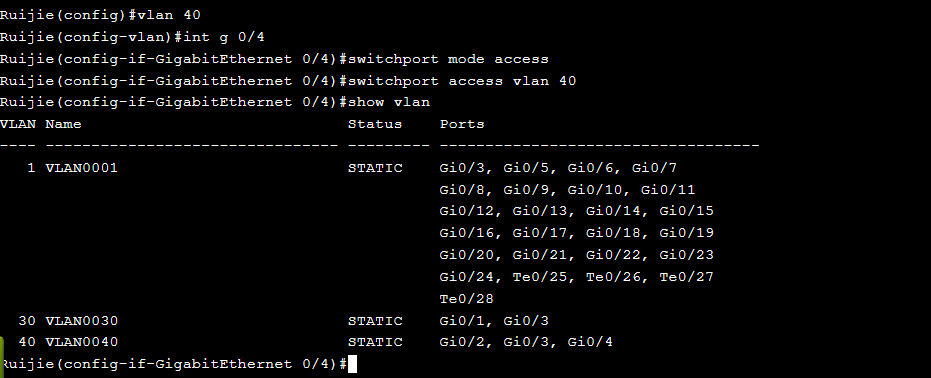 Ruijie(config)#vlan 40
Ruijie(config-vlan)#int g 0/4
Ruijie(config-if-GigabitEthernet 0/4)#switchport mode access
Ruijie(config-if-GigabitEthernet 0/4)#switchport access vlan 40
Ruijie(config-if-GigabitEthernet 0/4)#show vlan
VLAN Name                             Status    Ports
---- -------------------------------- --------- -----------------------------------
   1 VLAN0001                         STATIC    Gi0/3, Gi0/5, Gi0/6, Gi0/7
                                                Gi0/8, Gi0/9, Gi0/10, Gi0/11
                                                Gi0/12, Gi0/13, Gi0/14, Gi0/15
                                                Gi0/16, Gi0/17, Gi0/18, Gi0/19
                                                Gi0/20, Gi0/21, Gi0/22, Gi0/23
                                                Gi0/24, Te0/25, Te0/26, Te0/27
                                                Te0/28
  30 VLAN0030                         STATIC    Gi0/1, Gi0/3
  40 VLAN0040                         STATIC    Gi0/2, Gi0/3, Gi0/4
Ruijie(config-if-GigabitEthernet 0/4)#